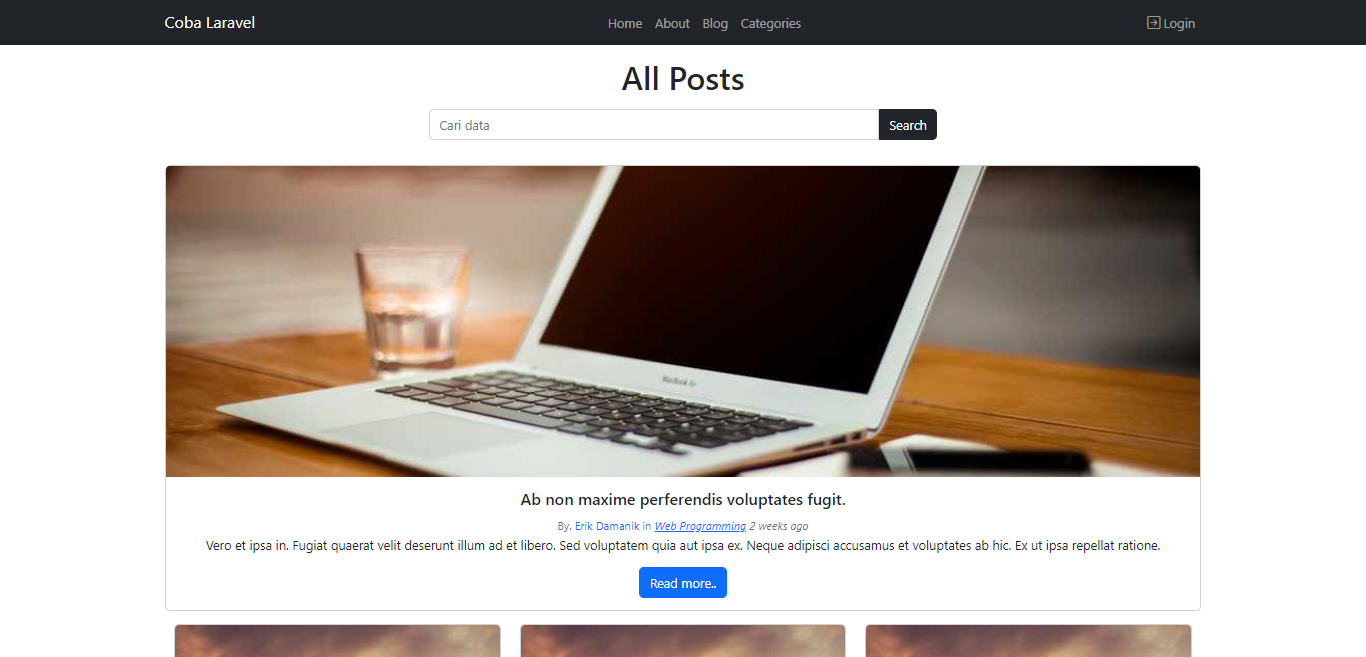 Coba Laravel
Home About Blog Categories
Login
All Posts
Cari data
Search
MacBook Air
Ab non maxime perferendis voluptates fugit.
By. Erik Damanik in Web Programming 2 weeks ago
Vero et ipsa in. Fugiat quaerat velit deserunt illum ad et libero. Sed voluptatem quia aut ipsa ex. Neque adipisci accusamus et voluptates ab hic. Ex ut ipsa repellat ratione.
Read more..